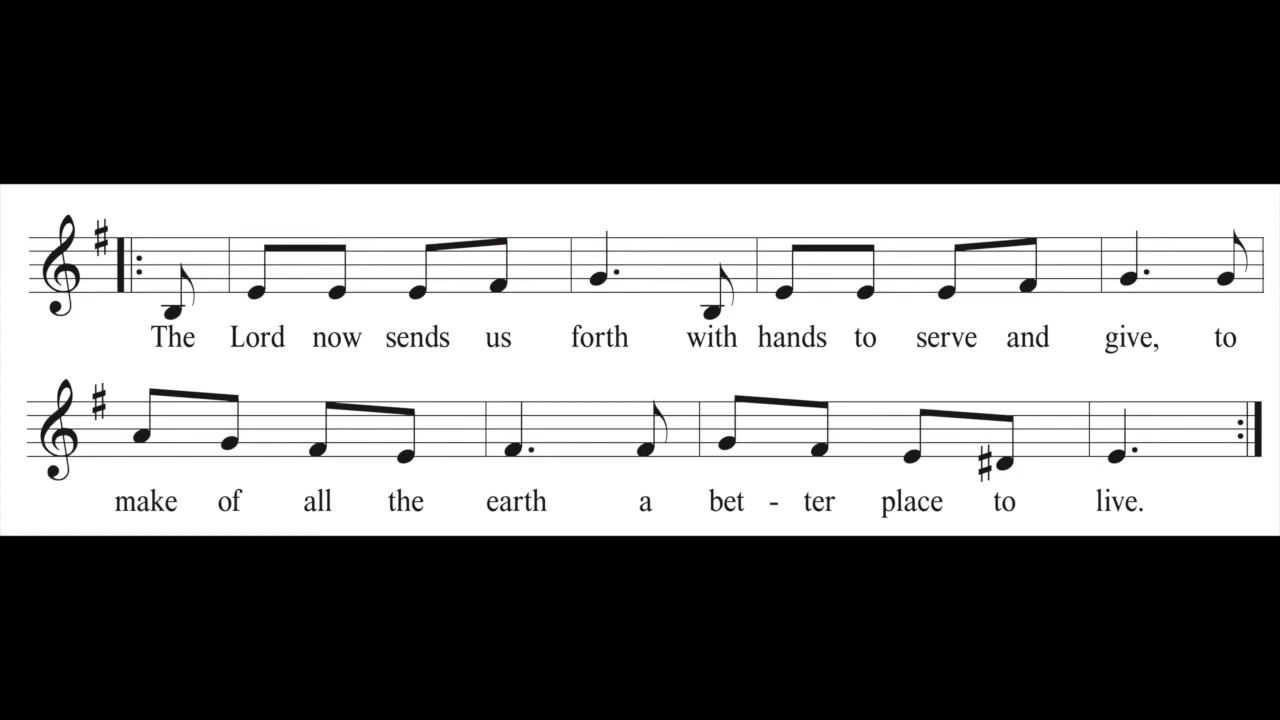 The Lord now sends us forth with hands to serve and give, to
make of all the earth a bet - ter place to live.